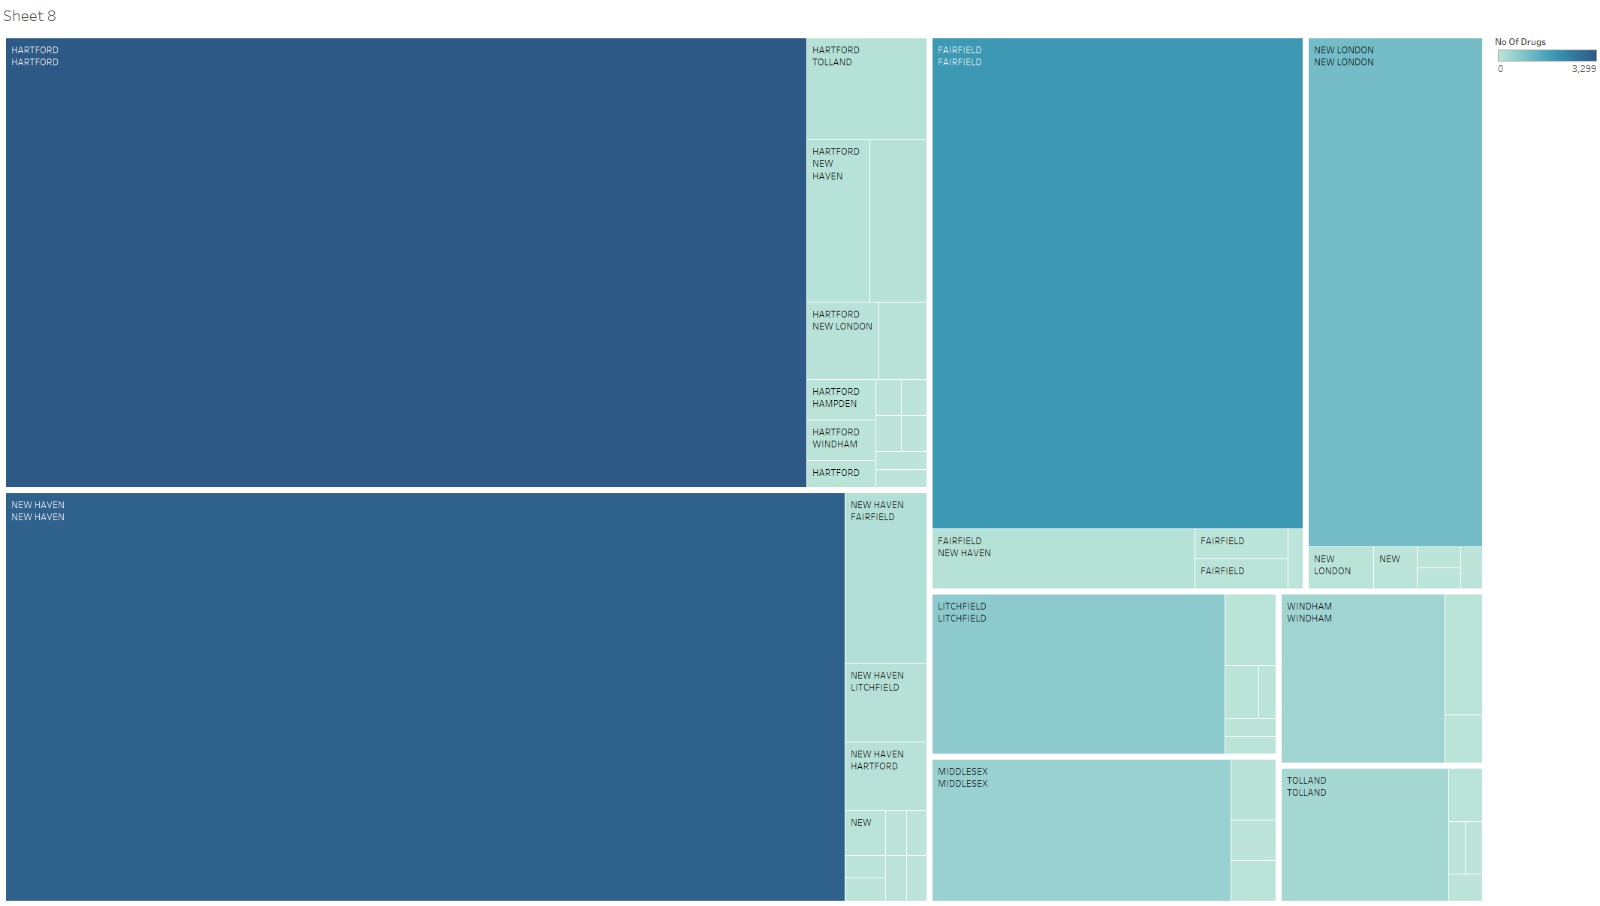 Sheet 8
HARTFORD
HARTFORD
HARTFORD
TOLLAND
HARTFORD
NEW
HAVEN
HARTFORD
NEW LONDON
HARTFORD
HAMPDEN
HARTFORD
WINDHAM
HARTFORD
NEW HAVEN
NEW HAVEN
NEW HAVEN
FAIRFIELD
NEW HAVEN
LITCHFIELD
NEW HAVEN
HARTFORD
NEW
FAIRFIELD
FAIRFIELD
FAIRFIELD
NEW HAVEN
FAIRFIELD
FAIRFIELD
NEW LONDON
NEW LONDON
NEW
LONDON
NEW
LITCHFIELD
LITCHFIELD
WINDHAM
WINDHAM
MIDDLESEX
MIDDLESEX
TOLLAND
TOLLAND
No Of Drugs
0 3,299